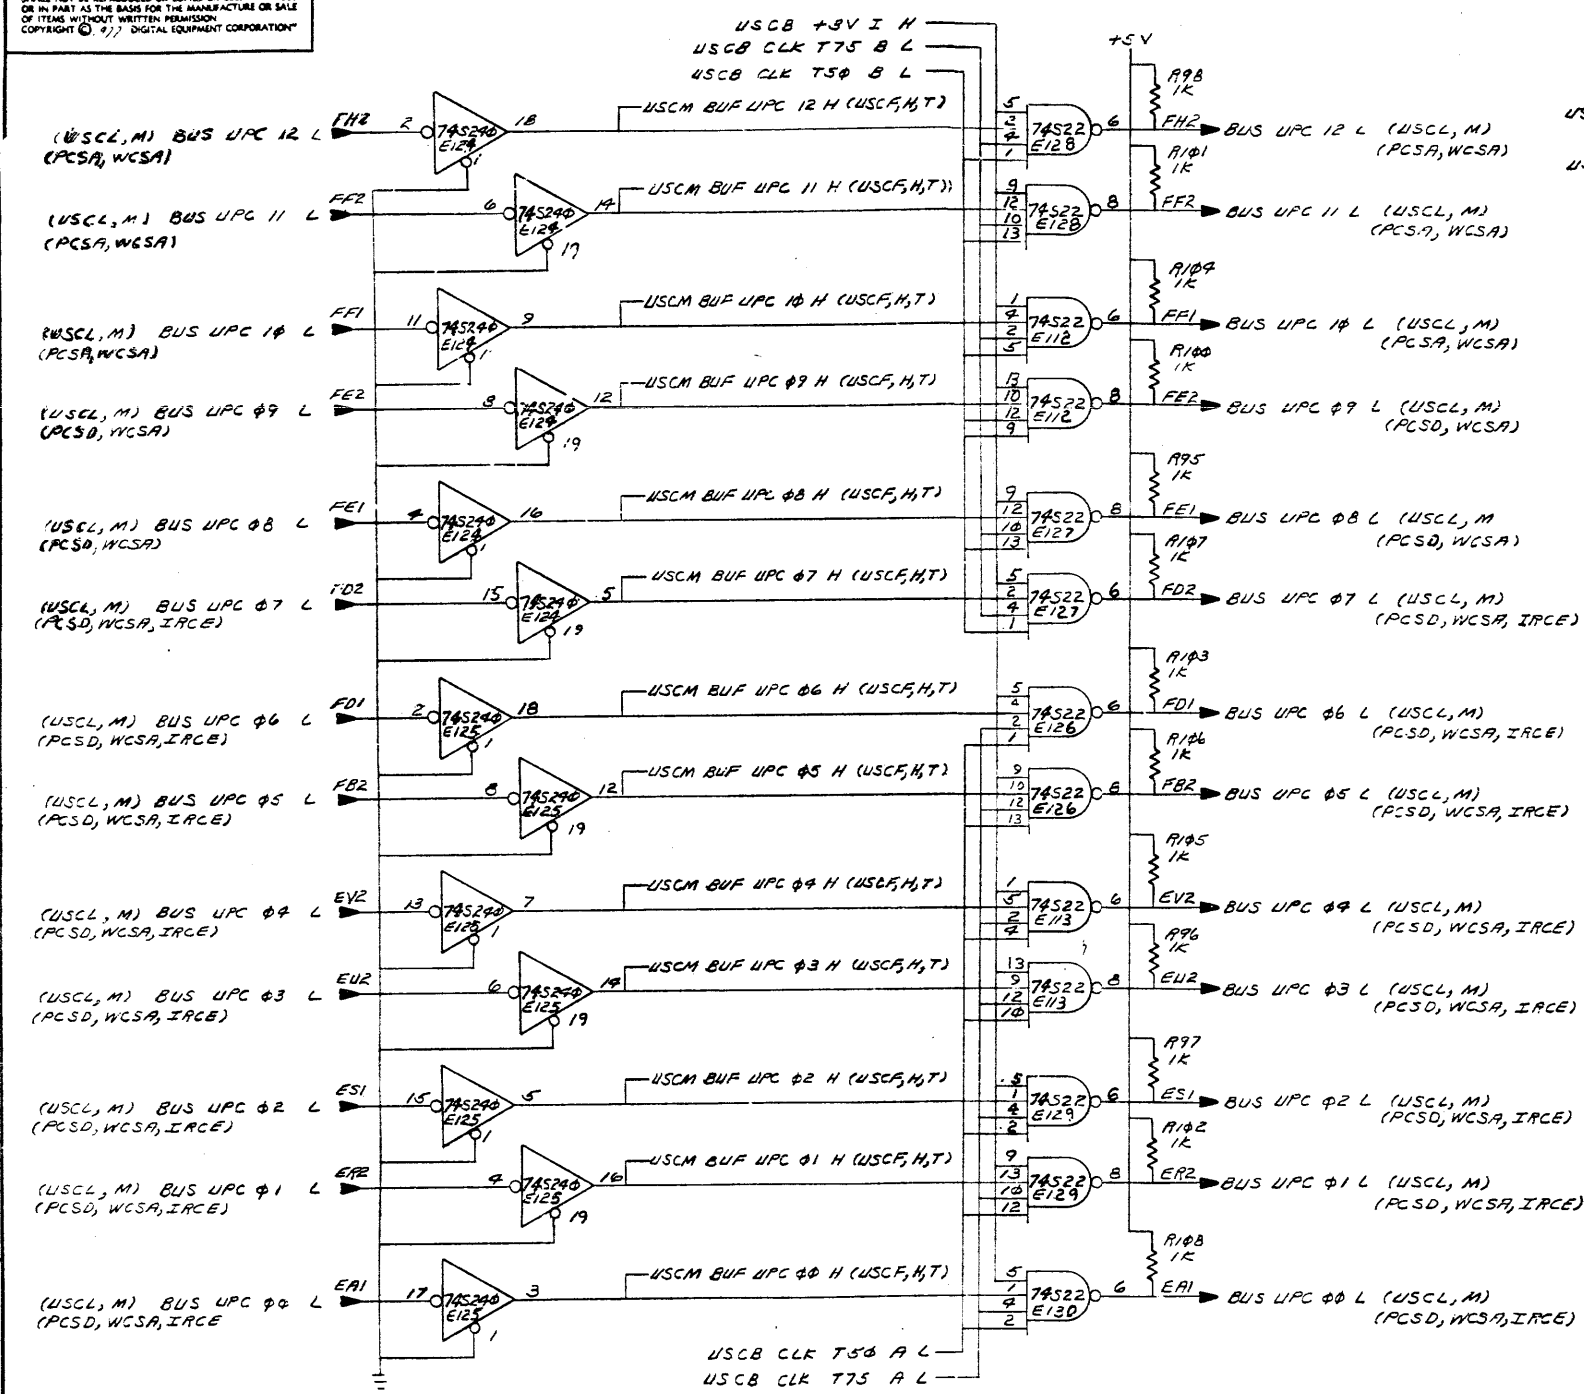 OR IN PART AS THE BASIS FOR THE MANUFACTURE OR SALE
OF ITEMS WITHOUT WRITTEN PERMISSION
COPYRIGHT © 1977 DIGITAL EQUIPMENT CORPORATION"
USCB +3V I H
USCB CLK T75 B L
USCB CLK T5φ B L
+5V
(USCL, M) BUS UPC 12 L FH2 2 74S24φ E124 18 1
(PCSA, WCSA)
USCM BUF UPC 12 H (USCF,H,T)
5 2 4 1 74S22 E128 6 R98 1K FH2 BUS UPC 12 L (USCL, M)
(PCSA, WCSA)
(USCL, M) BUS UPC 11 L FF2 6 74S24φ E124 14 19
(PCSA, WCSA)
USCM BUF UPC 11 H (USCF,H,T)
9 12 10 13 74S22 E128 8 R1φ1 1K FF2 BUS UPC 11 L (USCL, M)
(PCSA, WCSA)
(USCL, M) BUS UPC 1φ L FF1 11 74S24φ E124 9 1
(PCSA, WCSA)
USCM BUF UPC 1φ H (USCF,H,T)
1 4 2 5 74S22 E112 6 R1φ4 1K FF1 BUS UPC 1φ L (USCL, M)
(PCSA, WCSA)
(USCL, M) BUS UPC φ9 L FE2 8 74S24φ E124 12 19
(PCSD, WCSA)
USCM BUF UPC φ9 H (USCF,H,T)
13 10 12 9 74S22 E112 8 R1φφ 1K FE2 BUS UPC φ9 L (USCL, M)
(PCSD, WCSA)
(USCL, M) BUS UPC φ8 L FE1 4 74S24φ E124 16 1
(PCSD, WCSA)
USCM BUF UPC φ8 H (USCF,H,T)
9 12 1φ 13 74S22 E127 8 R95 1K FE1 BUS UPC φ8 L (USCL, M
(PCSD, WCSA)
(USCL, M) BUS UPC φ7 L FD2 15 74S24φ E124 5 19
(PCSD, WCSA, IRCE)
USCM BUF UPC φ7 H (USCF,H,T)
5 2 4 1 74S22 E127 6 R1φ7 1K FD2 BUS UPC φ7 L (USCL, M)
(PCSD, WCSA, IRCE)
(USCL, M) BUS UPC φ6 L FD1 2 74S24φ E125 18 1
(PCSD, WCSA, IRCE)
USCM BUF UPC φ6 H (USCF,H,T)
5 4 2 1 74S22 E126 6 R1φ3 1K FD1 BUS UPC φ6 L (USCL, M)
(PCSD, WCSA, IRCE)
(USCL, M) BUS UPC φ5 L FB2 8 74S24φ E125 12 19
(PCSD, WCSA, IRCE)
USCM BUF UPC φ5 H (USCF,H,T)
9 10 12 13 74S22 E126 8 R1φ6 1K FB2 BUS UPC φ5 L (USCL, M)
(PCSD, WCSA, IRCE)
(USCL, M) BUS UPC φ4 L EV2 13 74S24φ E125 7 1
(PCSD, WCSA, IRCE)
USCM BUF UPC φ4 H (USCF,H,T)
1 5 2 4 74S22 E113 6 R1φ5 1K EV2 BUS UPC φ4 L (USCL, M)
(PCSD, WCSA, IRCE)
(USCL, M) BUS UPC φ3 L EU2 6 74S24φ E125 14 19
(PCSD, WCSA, IRCE)
USCM BUF UPC φ3 H (USCF,H,T)
13 9 12 1φ 74S22 E113 8 R96 1K EU2 BUS UPC φ3 L (USCL, M)
(PCSD, WCSA, IRCE)
(USCL, M) BUS UPC φ2 L ES1 15 74S24φ E125 5 1
(PCSD, WCSA, IRCE)
USCM BUF UPC φ2 H (USCF,H,T)
5 1 4 2 74S22 E129 6 R97 1K ES1 BUS UPC φ2 L (USCL, M)
(PCSD, WCSA, IRCE)
(USCL, M) BUS UPC φ1 L ER2 4 74S24φ E125 16 19
(PCSD, WCSA, IRCE)
USCM BUF UPC φ1 H (USCF,H,T)
9 13 1φ 12 74S22 E129 8 R1φ2 1K ER2 BUS UPC φ1 L (USCL, M)
(PCSD, WCSA, IRCE)
(USCL, M) BUS UPC φφ L EA1 17 74S24φ E125 3 1
(PCSD, WCSA, IRCE
USCM BUF UPC φφ H (USCF,H,T)
5 1 4 2 74S22 E130 6 R1φ8 1K EA1 BUS UPC φφ L (USCL, M)
(PCSD, WCSA, IRCE)
USCB CLK T5φ A L
USCB CLK T75 A L